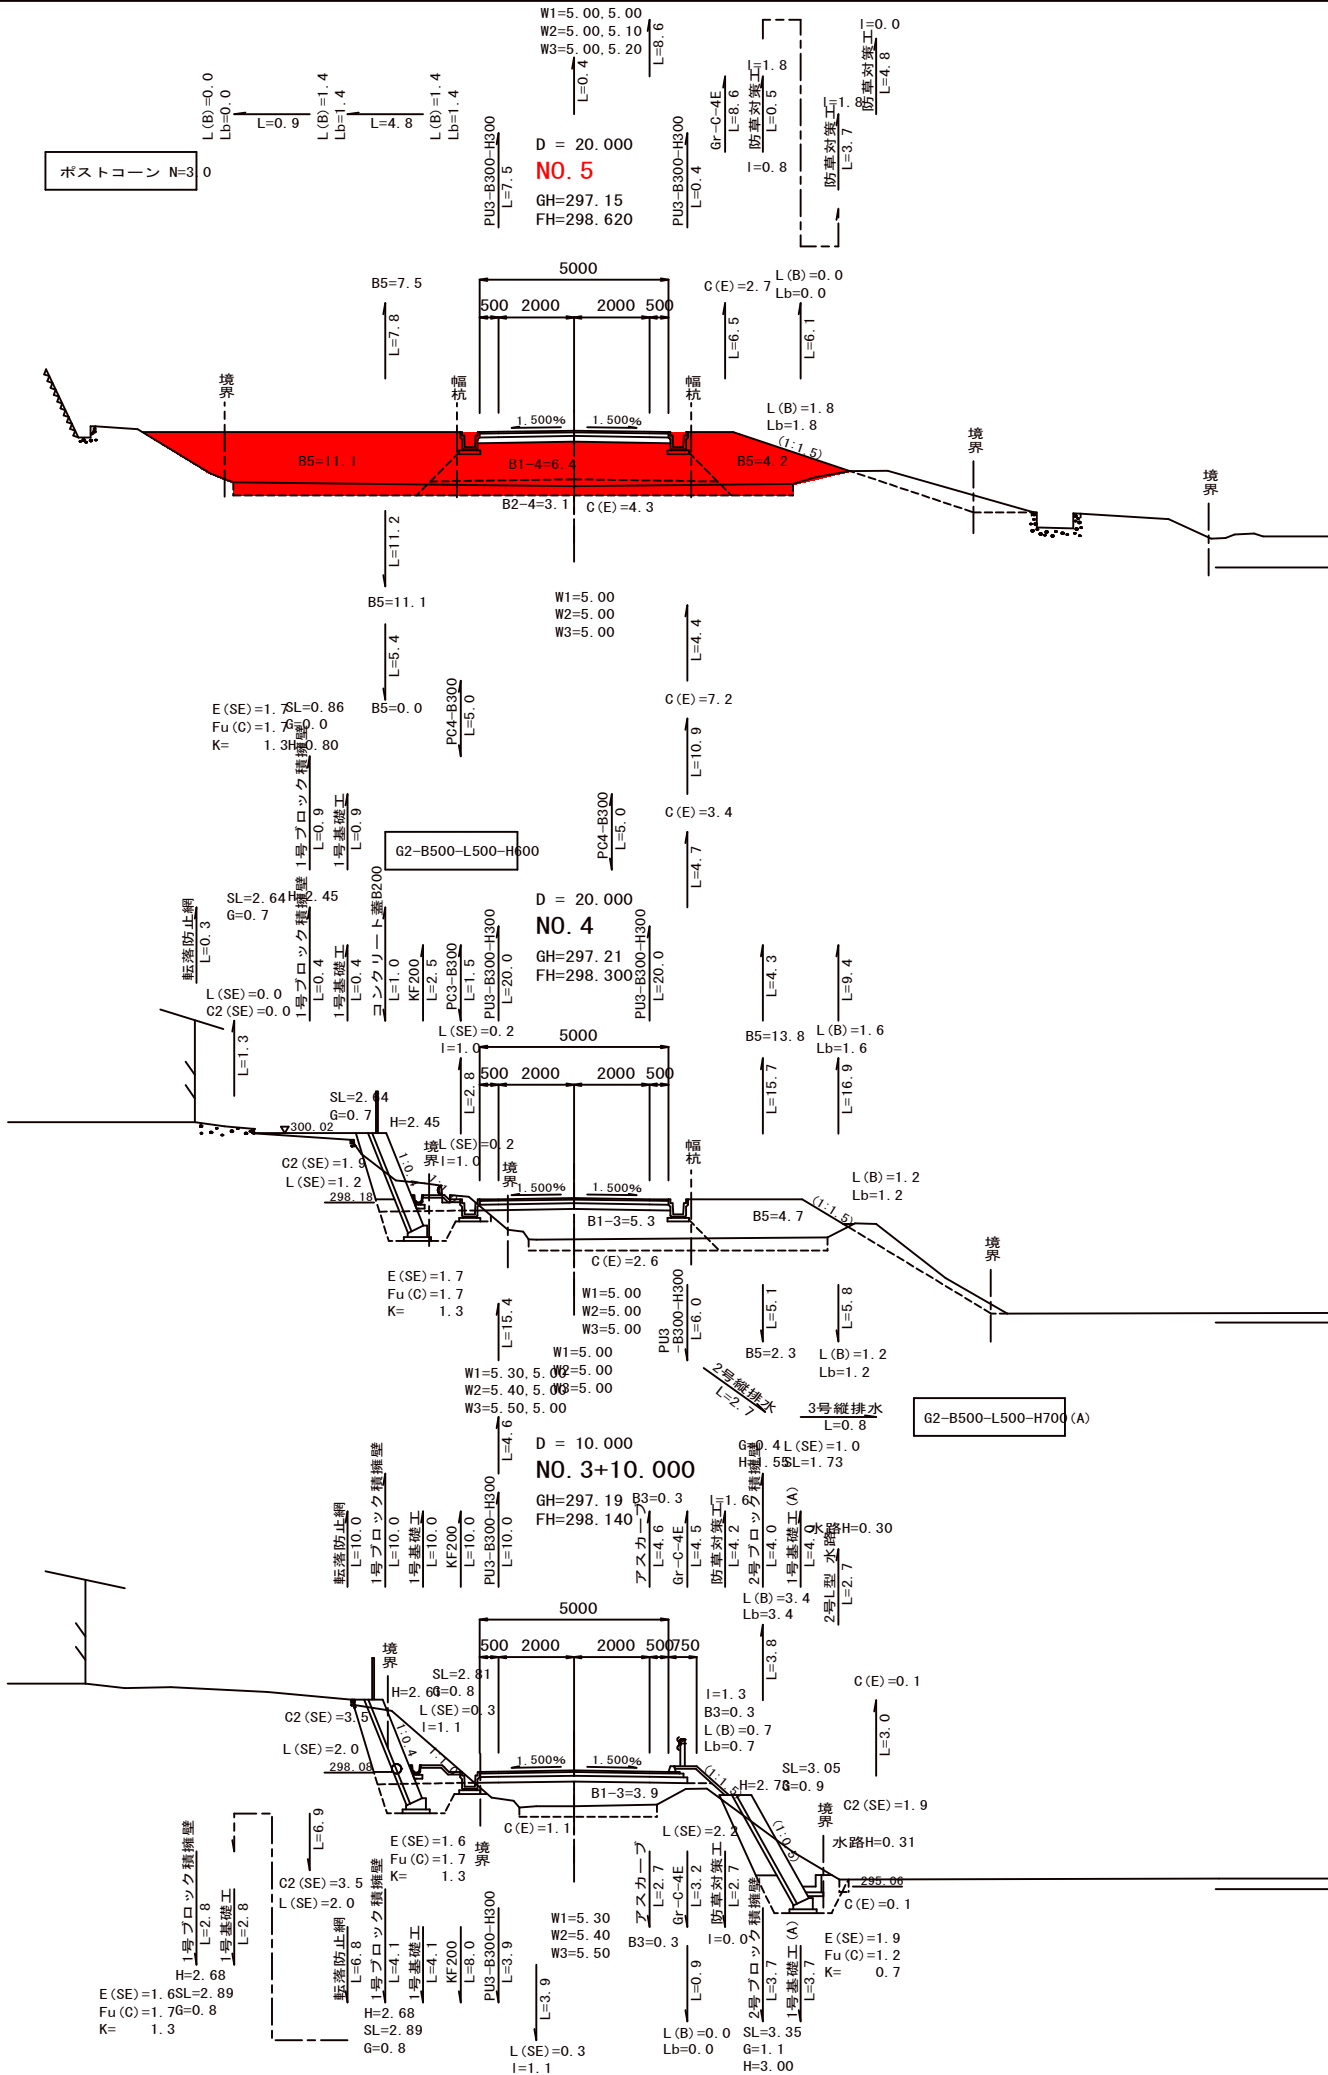 W1=5.00,5.00
W2=5.00,5.10
W3=5.00,5.20
L=8.6
L=0.4
l=0.0
防草対策工
L=4.8
l=1.8
防草対策工
L=0.5
l=0.8
Gr-C-4E
L=8.6
l=1.8
防草対策工
L=3.7
L(B)=0.0
Lb=0.0
L=0.9
L(B)=1.4
Lb=1.4
L=4.8
L(B)=1.4
Lb=1.4
ポストコーン N=3.0
PU3-B300-H300
L=7.5
D = 20.000
NO.5
GH=297.15
FH=298.620
PU3-B300-H300
L=0.4
5000
500 2000 2000 500
B5=7.5
L=7.8
C(E)=2.7
L=6.5
L(B)=0.0
Lb=0.0
L=6.1
境界
幅杭
幅杭
1.500% 1.500%
L(B)=1.8
Lb=1.8
(1:1.5)
境界
境界
B5=11.1
B1-4=6.4
B5=4.2
B2-4=3.1
C(E)=4.3
L=11.2
B5=11.1
L=5.4
B5=0.0
W1=5.00
W2=5.00
W3=5.00
L=4.4
C(E)=7.2
L=10.9
C(E)=3.4
L=4.7
E(SE)=1.7
Fu(C)=1.7
K= 1.3
SL=0.86
G=0.0
H=0.80
PC4-B300
L=5.0
1号ブロック積擁壁
L=0.9
1号基礎工
L=0.9
G2-B500-L500-H600
PC4-B300
L=5.0
SL=2.64
G=0.7
H=2.45
転落防止網
L=0.3
1号ブロック積擁壁
L=0.4
1号基礎工
L=0.4
コンクリート蓋B200
L=1.0
KF200
L=2.5
PC3-B300
L=1.5
PU3-B300-H300
L=20.0
D = 20.000
NO.4
GH=297.21
FH=298.300
PU3-B300-H300
L=20.0
L=4.3
L=9.4
L(SE)=0.0
C2(SE)=0.0
L=1.3
L(SE)=0.2
l=1.0
L=2.8
5000
500 2000 2000 500
B5=13.8
L=15.7
L(B)=1.6
Lb=1.6
L=16.9
SL=2.64
G=0.7
H=2.45
300.02
C2(SE)=1.9
L(SE)=1.2
298.18
境界
L(SE)=0.2
l=1.0
境界
幅杭
1.500% 1.500%
L(B)=1.2
Lb=1.2
(1:1.5)
B1-3=5.3
B5=4.7
C(E)=2.6
境界
E(SE)=1.7
Fu(C)=1.7
K= 1.3
L=15.4
W1=5.00
W2=5.00
W3=5.00
PU3
-B300-H300
L=6.0
L=5.1
B5=2.3
L=5.8
L(B)=1.2
Lb=1.2
W1=5.00
W2=5.00
W3=5.00
W1=5.30,5.00
W2=5.40,5.00
W3=5.50,5.00
L=4.6
2号縦排水
L=2.7
3号縦排水
L=0.8
G2-B500-L500-H700(A)
D = 10.000
NO.3+10.000
GH=297.19
FH=298.140
転落防止網
L=10.0
1号ブロック積擁壁
L=10.0
1号基礎工
L=10.0
KF200
L=10.0
PU3-B300-H300
L=10.0
B3=0.3
アスカーブ
L=4.6
Gr-C-4E
L=4.5
l=1.6
防草対策工
L=4.2
G=0.4
H=1.55
2号ブロック積擁壁
L=4.0
L(SE)=1.0
SL=1.73
1号基礎工(A)
L=4.0
水路H=0.30
2号L型 水路
L=2.7
L(B)=3.4
Lb=3.4
L=3.8
5000
500 2000 2000 500 750
境界
SL=2.81
G=0.8
H=2.61
L(SE)=0.3
l=1.1
C2(SE)=3.5
L(SE)=2.0
298.08
1:0.4
1.500% 1.500%
l=1.3
B3=0.3
L(B)=0.7
Lb=0.7
(1:1.5)
C(E)=0.1
L=3.0
SL=3.05
G=0.9
C2(SE)=1.9
境界
水路H=0.31
(1:0.5)
295.06
C(E)=0.1
B1-3=3.9
C(E)=1.1
境界
L(SE)=2.2
E(SE)=1.6
Fu(C)=1.7
K= 1.3
L=6.9
C2(SE)=3.5
L(SE)=2.0
1号ブロック積擁壁
L=2.8
1号基礎工
L=2.8
H=2.68
SL=2.89
G=0.8
E(SE)=1.6
Fu(C)=1.7
K= 1.3
転落防止網
L=6.8
1号ブロック積擁壁
L=4.1
1号基礎工
L=4.1
KF200
L=8.0
PU3-B300-H300
L=3.9
H=2.68
SL=2.89
G=0.8
W1=5.30
W2=5.40
W3=5.50
L=3.9
L(SE)=0.3
l=1.1
アスカーブ
L=2.7
B3=0.3
Gr-C-4E
L=3.2
防草対策工
L=2.7
l=0.0
L=0.9
L(B)=0.0
Lb=0.0
2号ブロック積擁壁
L=3.7
1号基礎工(A)
L=3.7
SL=3.35
G=1.1
H=3.00
E(SE)=1.9
Fu(C)=1.2
K= 0.7